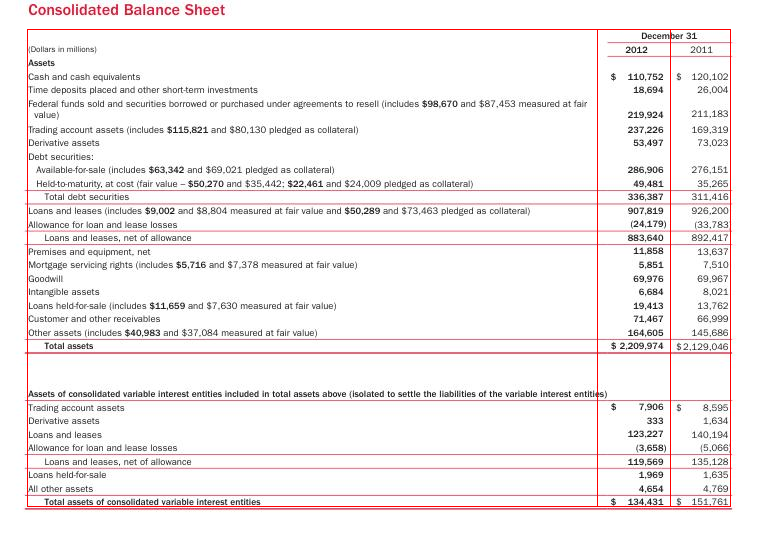 Consolidated Balance Sheet
December 31
(Dollars in millions) 2012 2011
Assets
Cash and cash equivalents $ 110,752 $ 120,102
Time deposits placed and other short-term investments 18,694 26,004
Federal funds sold and securities borrowed or purchased under agreements to resell (includes $98,670 and $87,453 measured at fair
value) 219,924 211,183
Trading account assets (includes $115,821 and $80,130 pledged as collateral) 237,226 169,319
Derivative assets 53,497 73,023
Debt securities:
Available-for-sale (includes $63,342 and $69,021 pledged as collateral) 286,906 276,151
Held-to-maturity, at cost (fair value – $50,270 and $35,442; $22,461 and $24,009 pledged as collateral) 49,481 35,265
Total debt securities 336,387 311,416
Loans and leases (includes $9,002 and $8,804 measured at fair value and $50,289 and $73,463 pledged as collateral) 907,819 926,200
Allowance for loan and lease losses (24,179) (33,783)
Loans and leases, net of allowance 883,640 892,417
Premises and equipment, net 11,858 13,637
Mortgage servicing rights (includes $5,716 and $7,378 measured at fair value) 5,851 7,510
Goodwill 69,976 69,967
Intangible assets 6,684 8,021
Loans held-for-sale (includes $11,659 and $7,630 measured at fair value) 19,413 13,762
Customer and other receivables 71,467 66,999
Other assets (includes $40,983 and $37,084 measured at fair value) 164,605 145,686
Total assets $ 2,209,974 $ 2,129,046
Assets of consolidated variable interest entities included in total assets above (isolated to settle the liabilities of the variable interest entities)
Trading account assets $ 7,906 $ 8,595
Derivative assets 333 1,634
Loans and leases 123,227 140,194
Allowance for loan and lease losses (3,658) (5,066)
Loans and leases, net of allowance 119,569 135,128
Loans held-for-sale 1,969 1,635
All other assets 4,654 4,769
Total assets of consolidated variable interest entities $ 134,431 $ 151,761